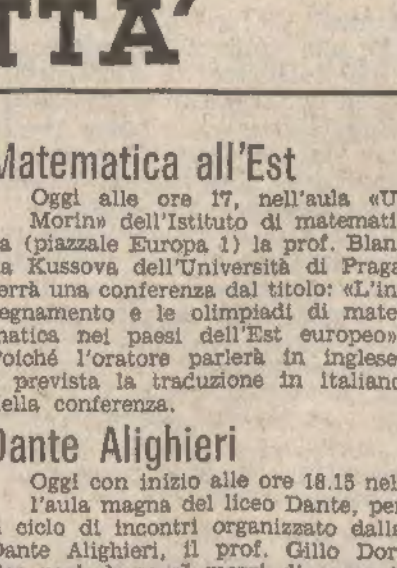 TTA'
Matematica all'Est
Oggi alle ore 17, nell'aula «U
Morin» dell'Istituto di matemati
a (piazzale Europa 1) la prof. Blan
a Kussova dell'Università di Praga
errà una conferenza dal titolo: «L'in
egnamento e le olimpiadi di mate
natica nei paesi dell'Est europeo»
Poiché l'oratore parlerà in inglese
prevista la traduzione in italiano
ella conferenza.
Dante Alighieri
Oggi con inizio alle ore 18.15 nel
l'aula magna del liceo Dante, per
ciclo di incontri organizzato dalla
Dante Alighieri, il prof. Gillo Dor